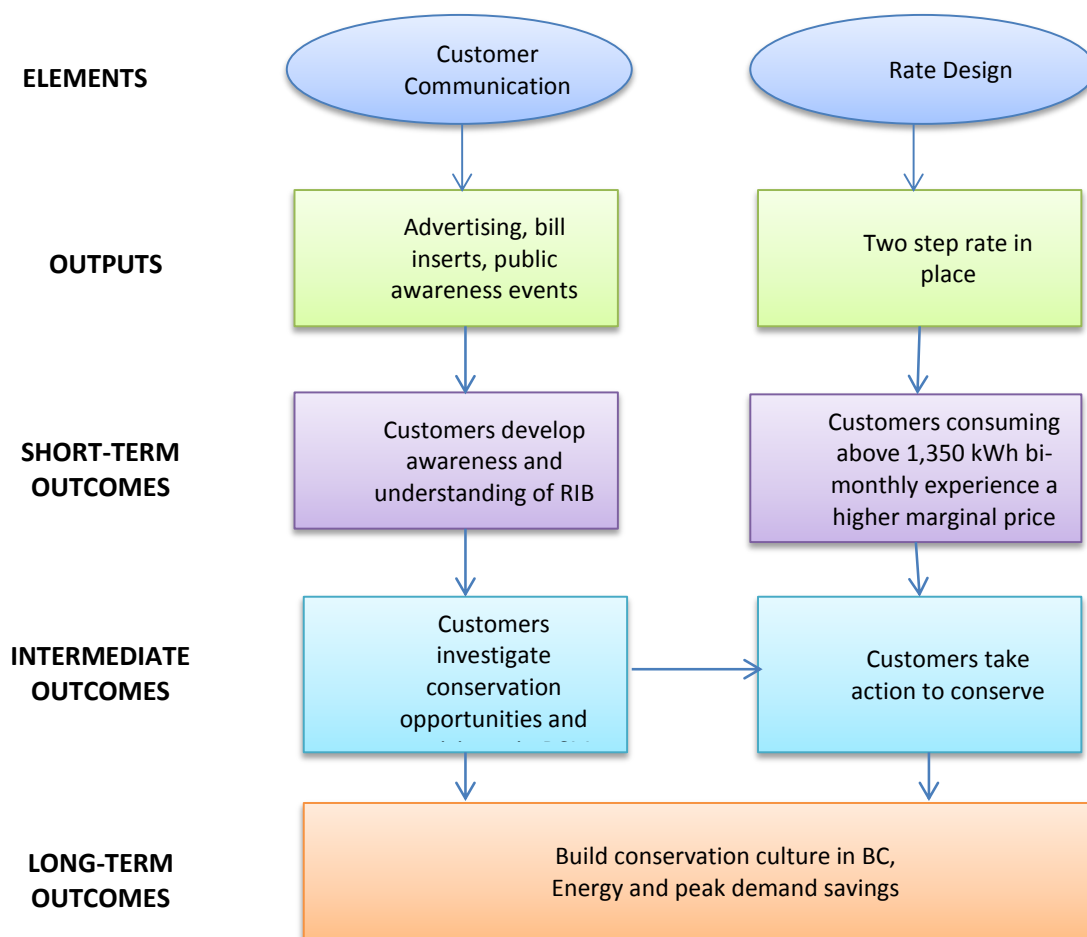 ELEMENTS
Customer
Communication
Rate Design
OUTPUTS
Advertising, bill
inserts, public
awareness events
Two step rate in
place
SHORT-TERM
OUTCOMES
Customers develop
awareness and
understanding of RIB
Customers consuming
above 1,350 kWh bi-
monthly experience a
higher marginal price
INTERMEDIATE
OUTCOMES
Customers
investigate
conservation
opportunities and
Customers take
action to conserve
LONG-TERM
OUTCOMES
Build conservation culture in BC,
Energy and peak demand savings